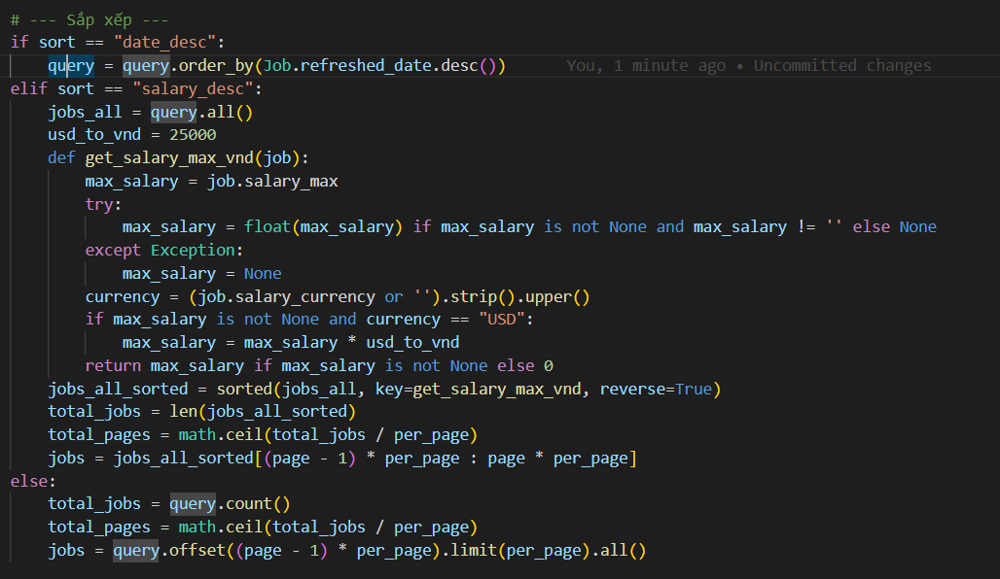 # --- Sắp xếp ---
if sort == "date_desc":
    query = query.order_by(Job.refreshed_date.desc())      You, 1 minute ago • Uncommitted changes
elif sort == "salary_desc":
    jobs_all = query.all()
    usd_to_vnd = 25000
    def get_salary_max_vnd(job):
        max_salary = job.salary_max
        try:
            max_salary = float(max_salary) if max_salary is not None and max_salary != '' else None
        except Exception:
            max_salary = None
        currency = (job.salary_currency or '').strip().upper()
        if max_salary is not None and currency == "USD":
            max_salary = max_salary * usd_to_vnd
        return max_salary if max_salary is not None else 0
    jobs_all_sorted = sorted(jobs_all, key=get_salary_max_vnd, reverse=True)
    total_jobs = len(jobs_all_sorted)
    total_pages = math.ceil(total_jobs / per_page)
    jobs = jobs_all_sorted[(page - 1) * per_page : page * per_page]
else:
    total_jobs = query.count()
    total_pages = math.ceil(total_jobs / per_page)
    jobs = query.offset((page - 1) * per_page).limit(per_page).all()